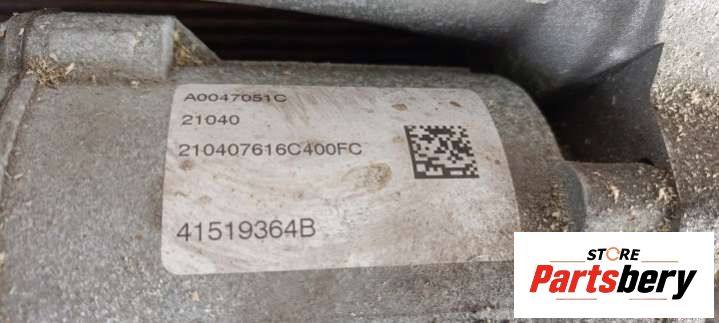 A0047051C
21040
210407616C400FC
41519364B
STORE
Partsbery